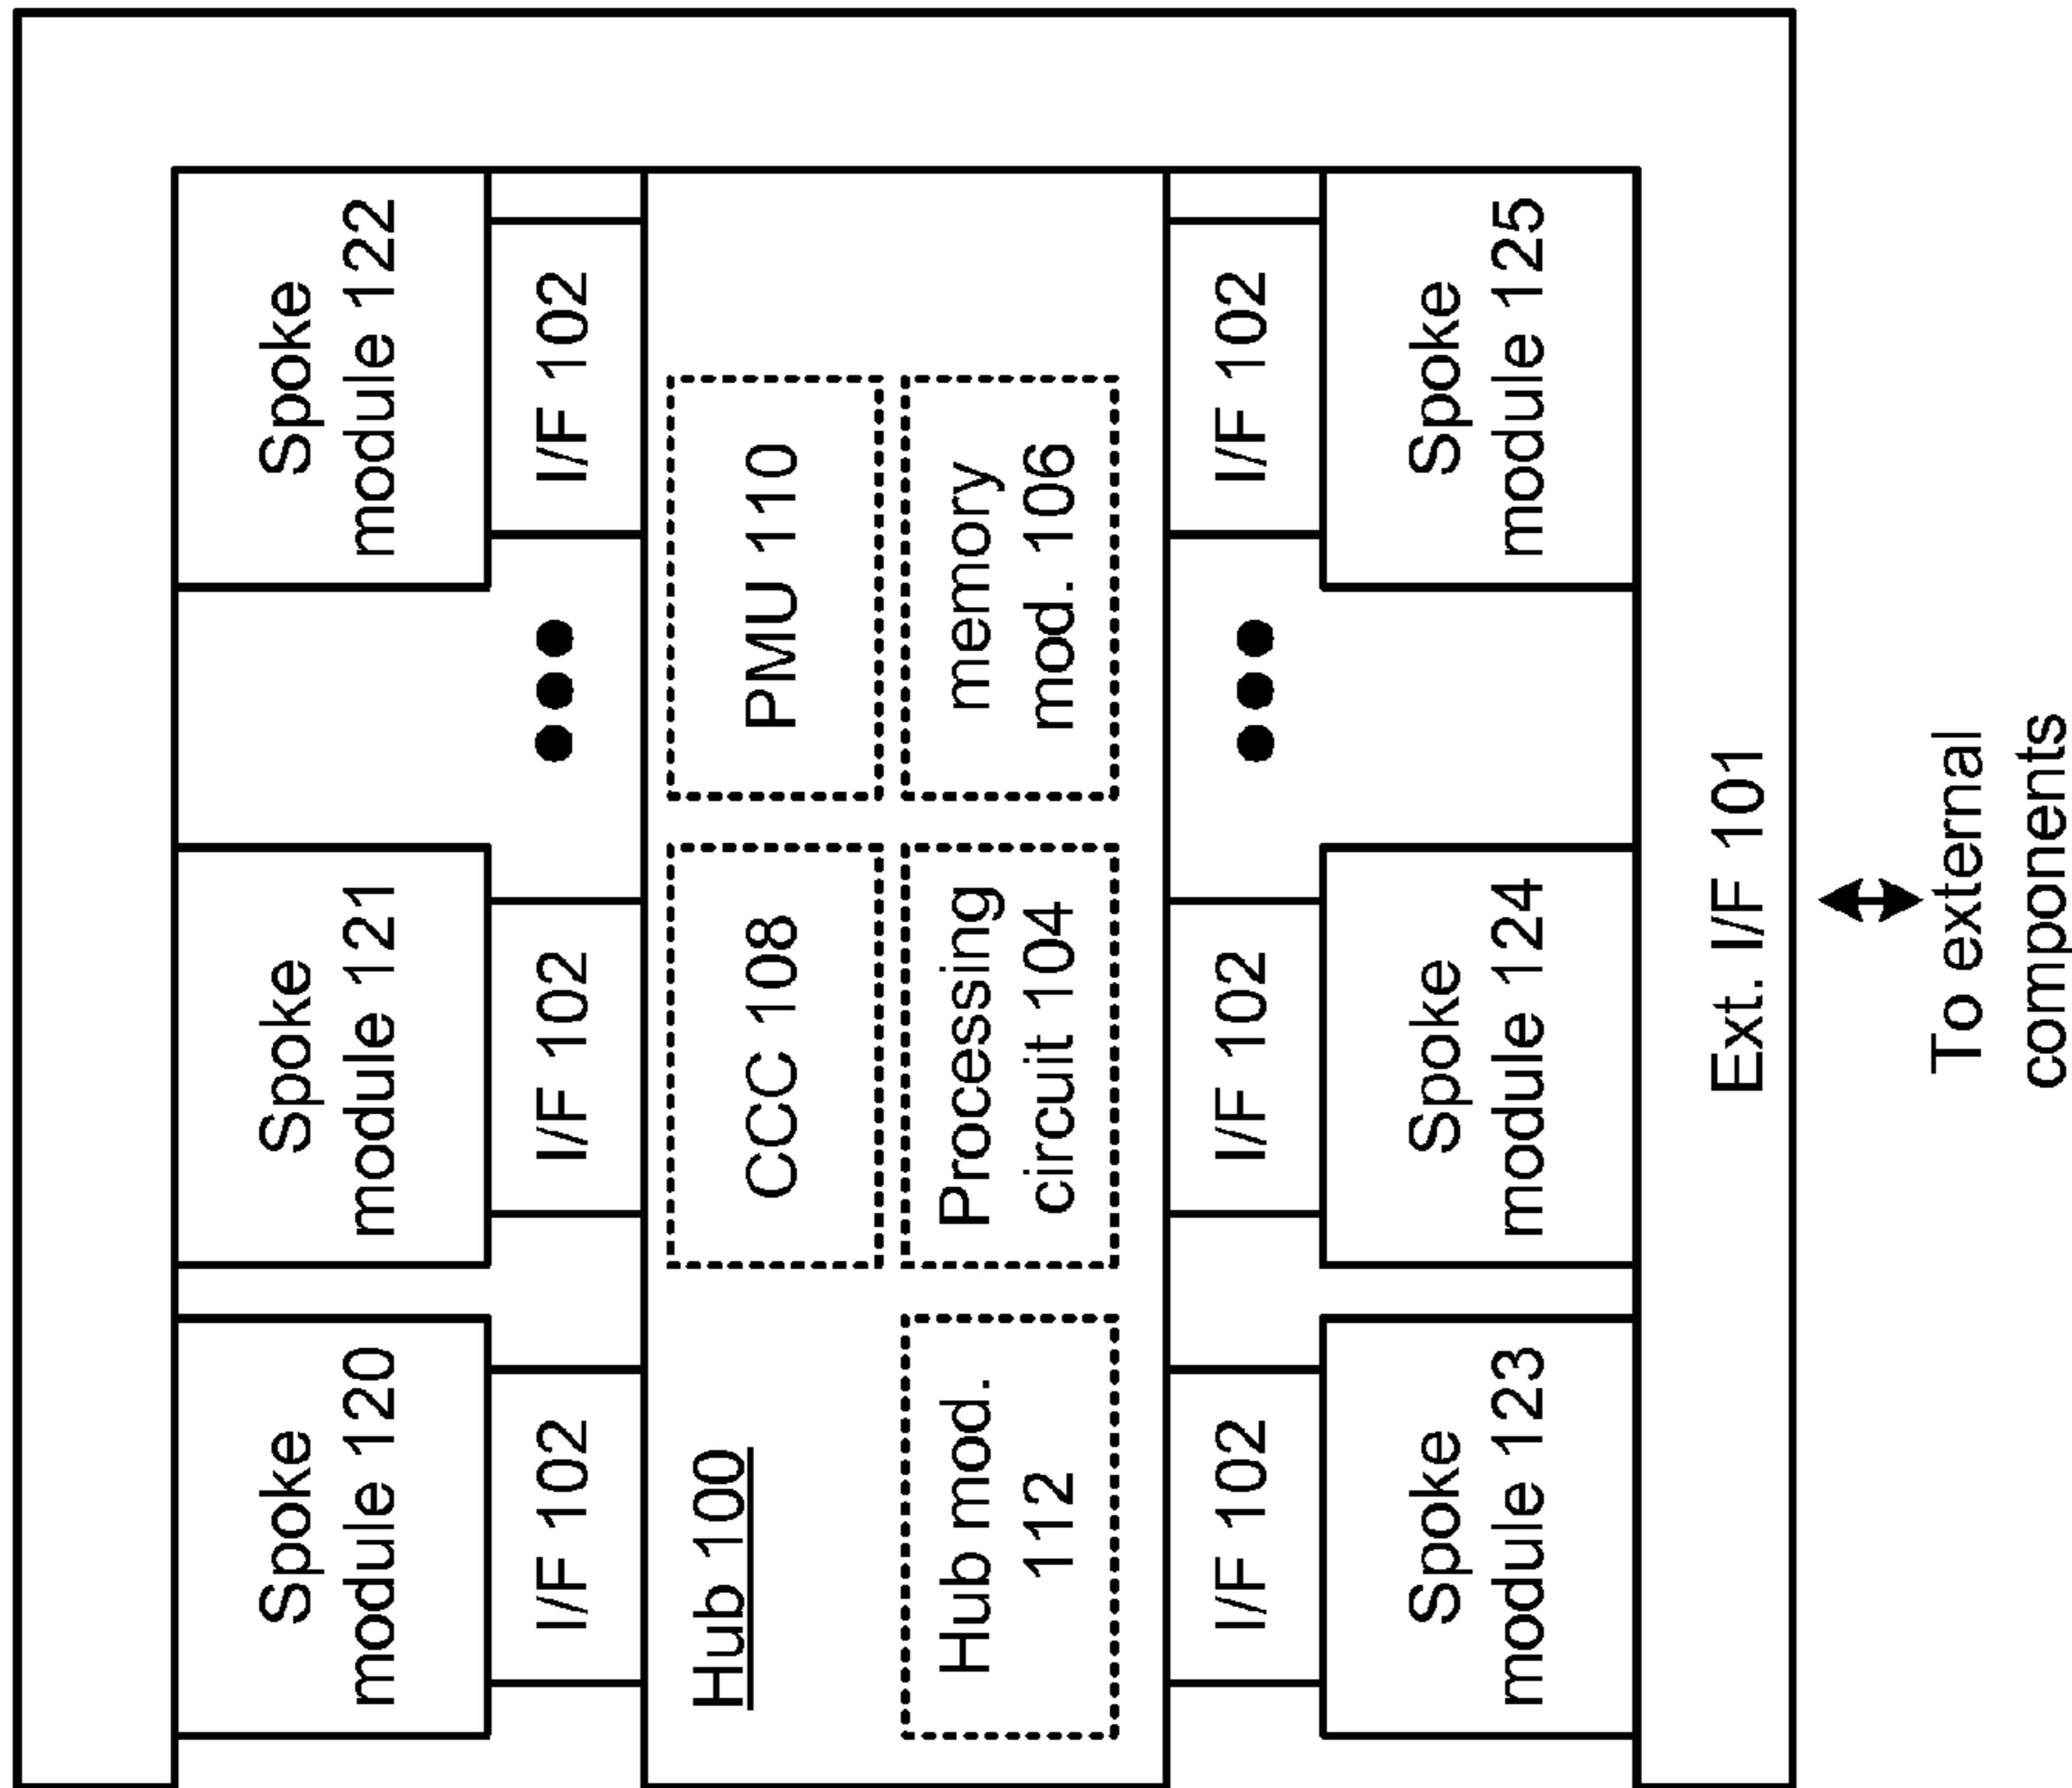 Spoke
module 120
Spoke
module 121
Spoke
module 122
I/F 102
I/F 102
I/F 102
Hub 100
CCC 108
PMU 110
Hub mod.
112
Processing
circuit 104
memory
mod. 106
I/F 102
I/F 102
I/F 102
Spoke
module 123
Spoke
module 124
Spoke
module 125
Ext. I/F 101
To external
components